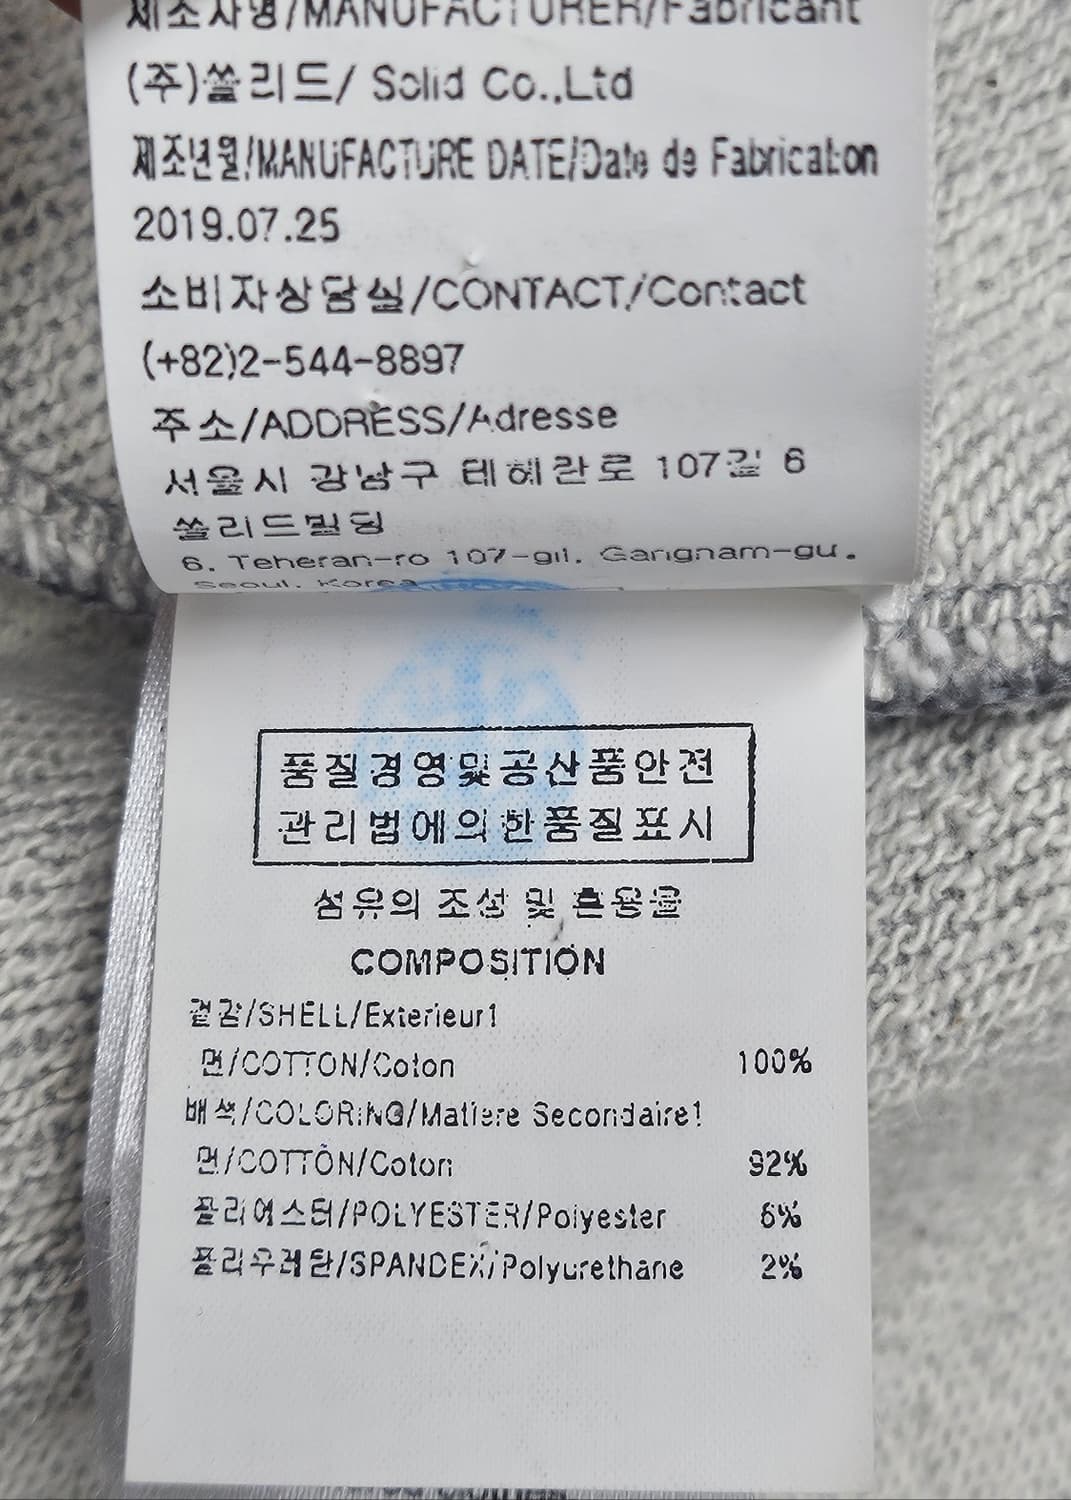 제조자명/MANUFACTURER/Fabricant
(주)쏠리드/ Solid Co.,Ltd
제조년월/MANUFACTURE DATE/Date de Fabrication
2019.07.25
소비자상담실/CONTACT/Contact
(+82)2-544-8897
주소/ADDRESS/Adresse
서울시 강남구 테헤란로 107길 6
쏠리드빌딩
6. Teheran-ro 107-gil. Gangnam-gu.
Seoul. Korea
품질경영및공산품안전
관리법에의한품질표시
섬유의 조성 및 혼용율
COMPOSITION
겉감/SHELL/Exterieur1
면/COTTON/Coton 100%
배색/COLORING/Matiere Secondaire1
면/COTTON/Coton 92%
폴리에스터/POLYESTER/Polyester 6%
폴리우레탄/SPANDEX/Polyurethane 2%